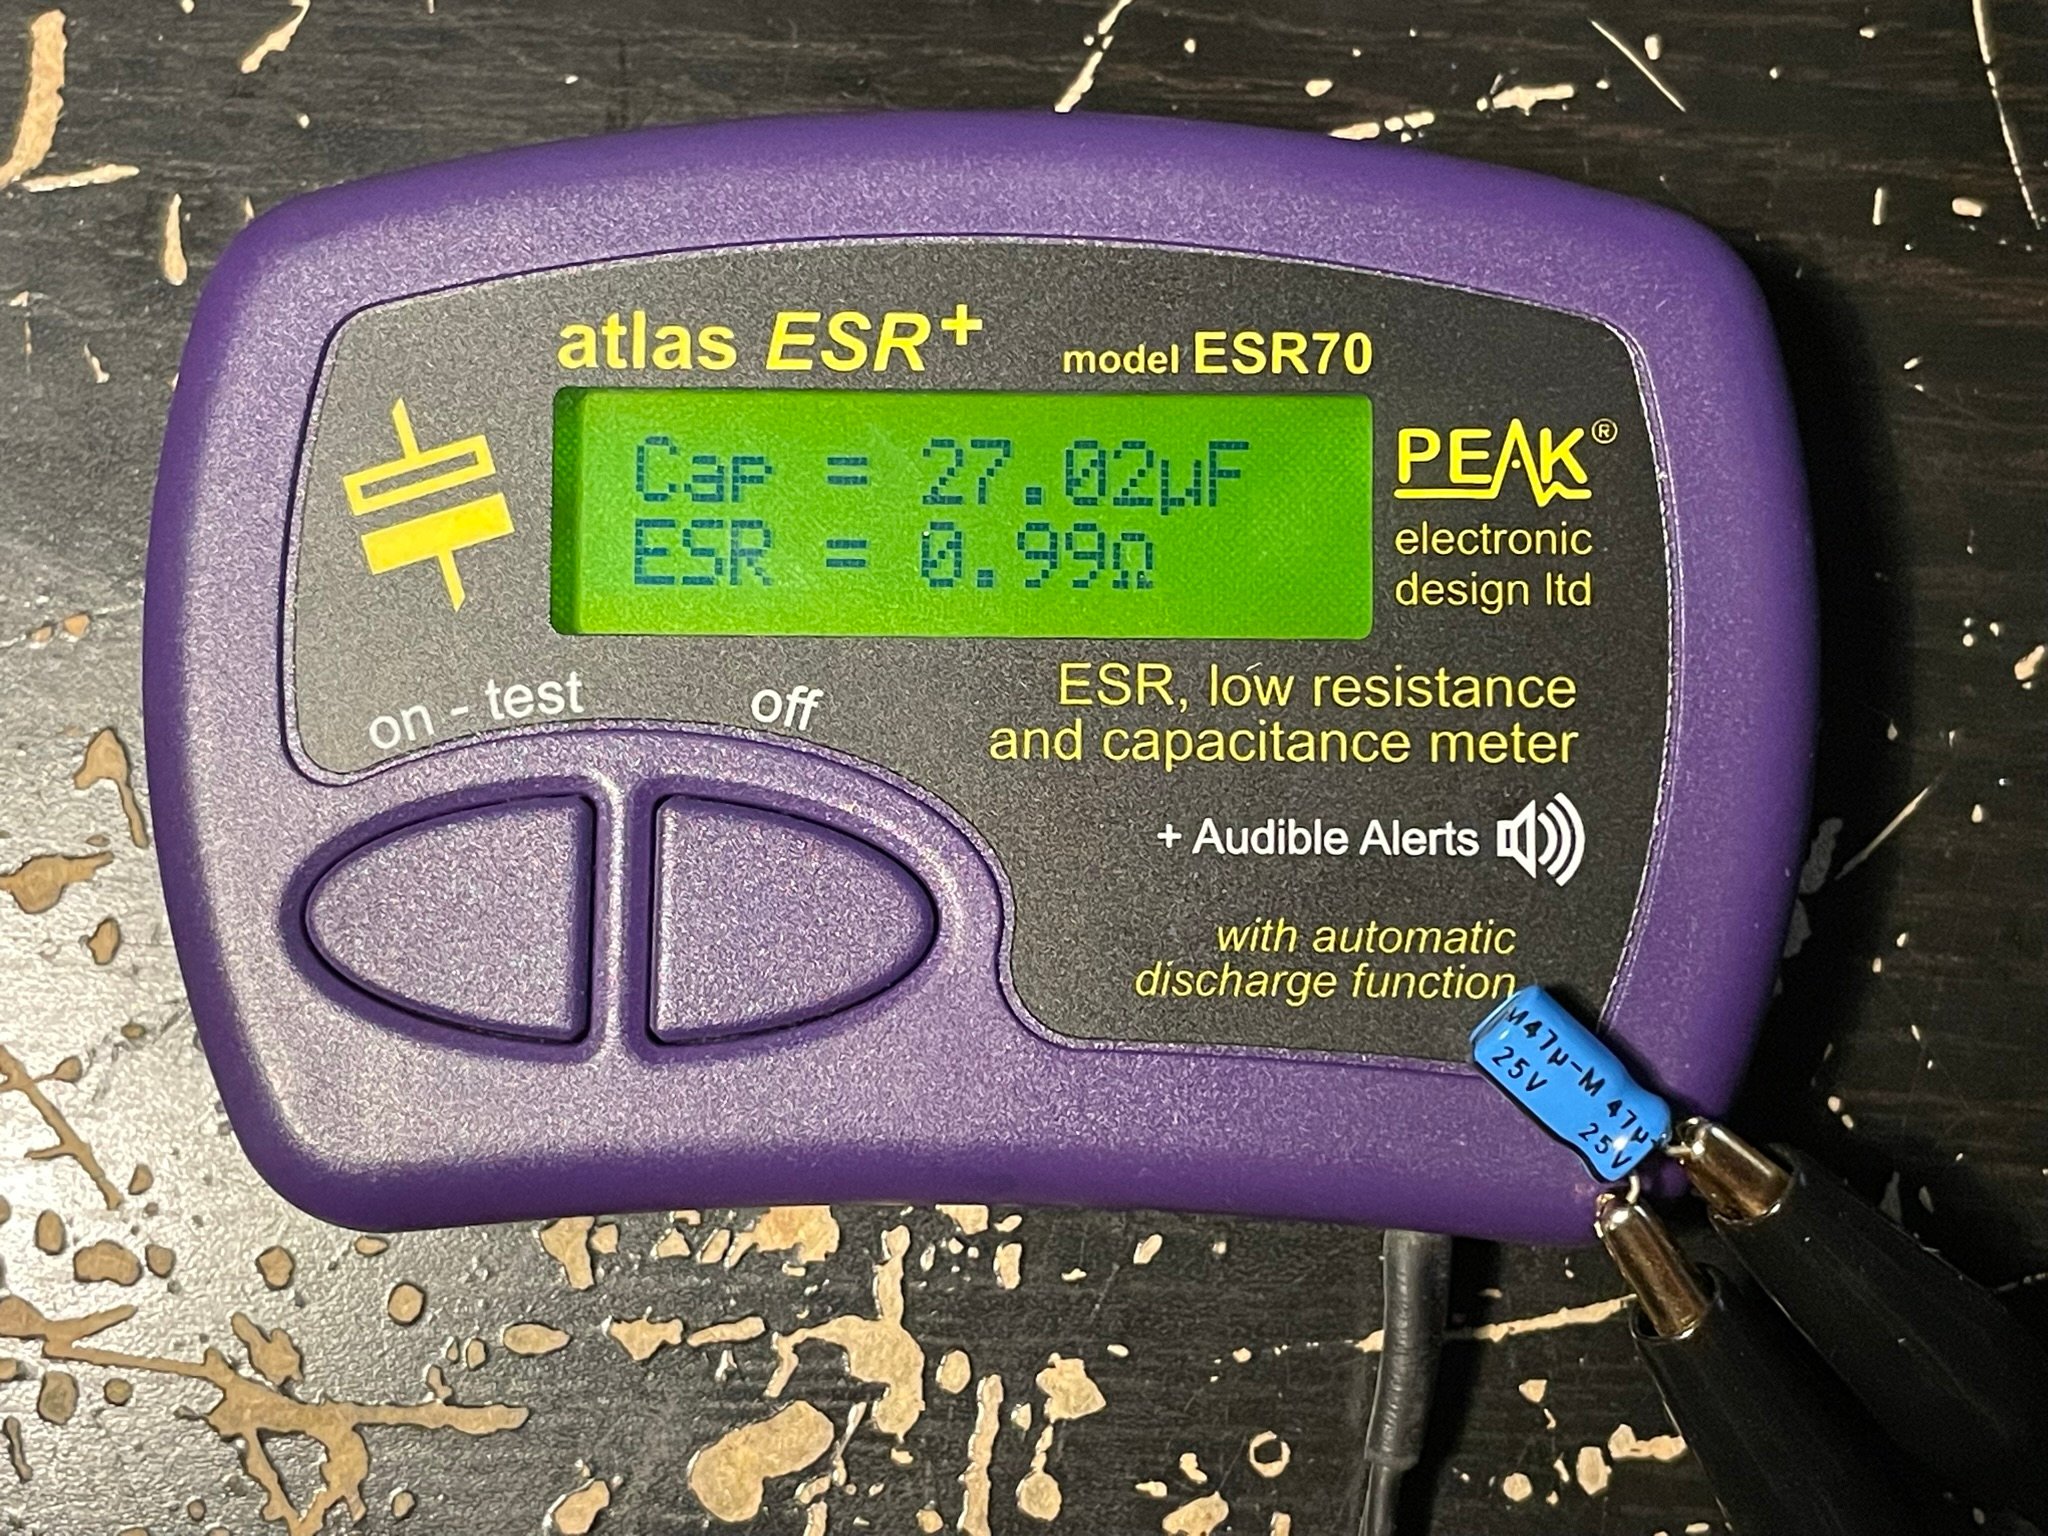 atlas ESR+ model ESR70
Cap = 27.02µF
ESR = 0.99Ω
PEAK®
electronic
design ltd
on - test
off
ESR, low resistance
and capacitance meter
+ Audible Alerts
with automatic
discharge function
M47µ-M 47µ
25V 25V